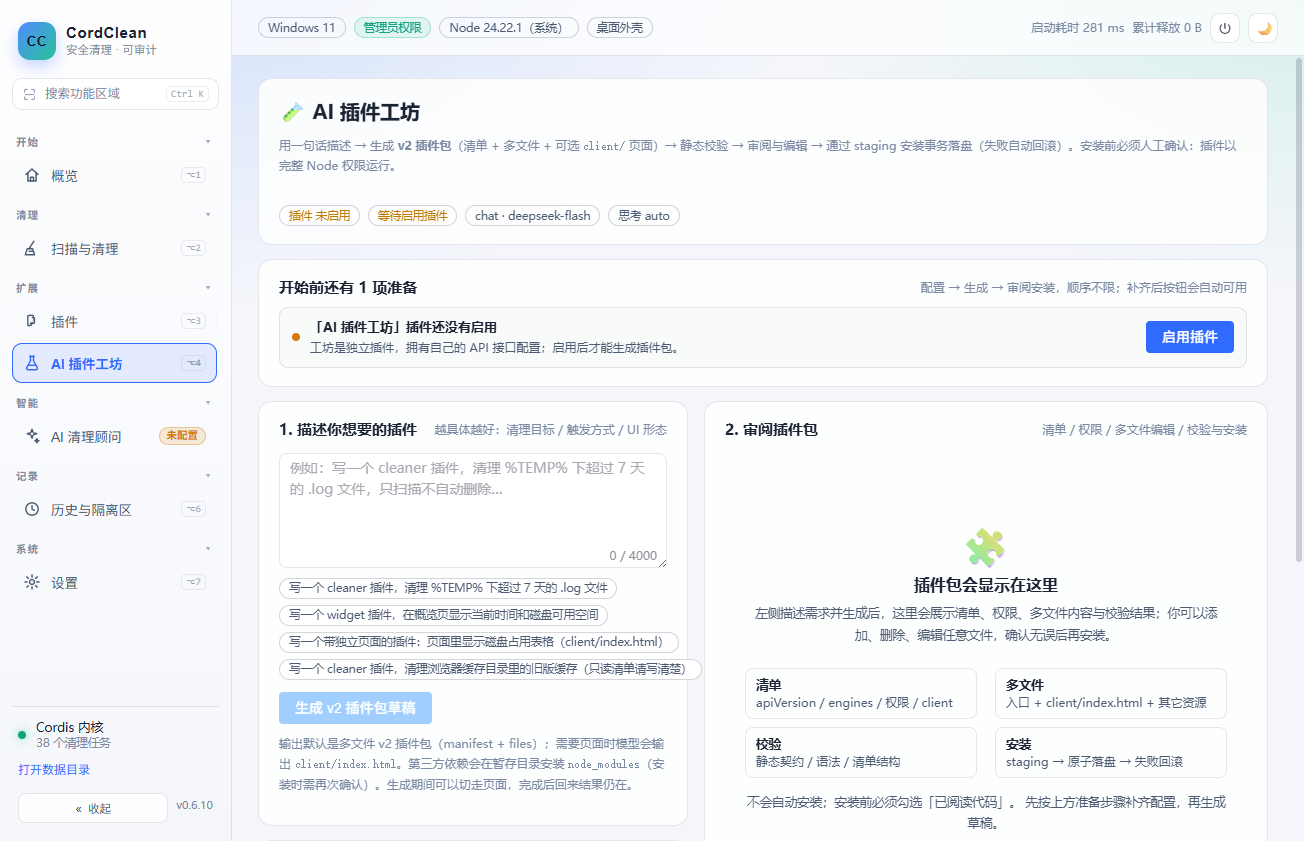 CC
CordClean
安全清理 · 可审计
搜索功能区域
Ctrl K
开始
概览
⌥1
清理
扫描与清理
⌥2
扩展
插件
⌥3
AI 插件工坊
⌥4
智能
AI 清理顾问
未配置
记录
历史与隔离区
⌥6
系统
设置
⌥7
Cordis 内核
38 个清理任务
打开数据目录
« 收起
v0.6.10
Windows 11
管理员权限
Node 24.22.1（系统）
桌面外壳
启动耗时 281 ms 累计释放 0 B
AI 插件工坊
用一句话描述 → 生成 v2 插件包（清单 + 多文件 + 可选 client/ 页面）→ 静态校验 → 审阅与编辑 → 通过 staging 安装事务落盘（失败自动回滚）。安装前必须人工确认：插件以
完整 Node 权限运行。
插件 未启用
等待启用插件
chat · deepseek-flash
思考 auto
开始前还有 1 项准备
配置 → 生成 → 审阅安装，顺序不限；补齐后按钮会自动可用
「AI 插件工坊」插件还没有启用
工坊是独立插件，拥有自己的 API 接口配置；启用后才能生成插件包。
启用插件
1. 描述你想要的插件
越具体越好：清理目标 / 触发方式 / UI 形态
例如：写一个 cleaner 插件，清理 %TEMP% 下超过 7 天
的 .log 文件，只扫描不自动删除...
0 / 4000
写一个 cleaner 插件，清理 %TEMP% 下超过 7 天的 .log 文件
写一个 widget 插件，在概览页显示当前时间和磁盘可用空间
写一个带独立页面的插件：页面里显示磁盘占用表格（client/index.html）
写一个 cleaner 插件，清理浏览器缓存目录里的旧版缓存（只读清单请写清楚）
生成 v2 插件包草稿
输出默认是多文件 v2 插件包（manifest + files）；需要页面时模型会输
出 client/index.html。第三方依赖会在暂存目录安装 node_modules（安
装时需再次确认）。生成期间可以切走页面，完成后回来结果仍在。
2. 审阅插件包
清单 / 权限 / 多文件编辑 / 校验与安装
插件包会显示在这里
左侧描述需求并生成后，这里会展示清单、权限、多文件内容与校验结果；你可以添
加、删除、编辑任意文件，确认无误后再安装。
清单
apiVersion / engines / 权限 / client
多文件
入口 + client/index.html + 其它资源
校验
静态契约 / 语法 / 清单结构
安装
staging → 原子落盘 → 失败回滚
不会自动安装；安装前必须勾选「已阅读代码」。 先按上方准备步骤补齐配置，再生成
草稿。